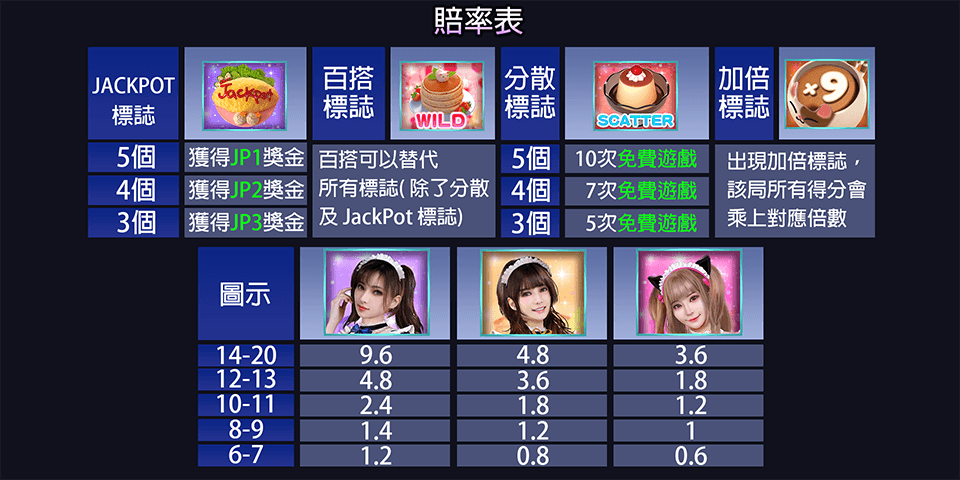 賠率表
JACKPOT
標誌
Jackpot
百搭
標誌
WILD
分散
標誌
SCATTER
加倍
標誌
×9
5個 獲得JP1獎金
4個 獲得JP2獎金
3個 獲得JP3獎金
百搭可以替代
所有標誌( 除了分散
及 JackPot 標誌)
5個 10次免費遊戲
4個 7次免費遊戲
3個 5次免費遊戲
出現加倍標誌，
該局所有得分會
乘上對應倍數
圖示
14-20 9.6 4.8 3.6
12-13 4.8 3.6 1.8
10-11 2.4 1.8 1.2
8-9 1.4 1.2 1
6-7 1.2 0.8 0.6